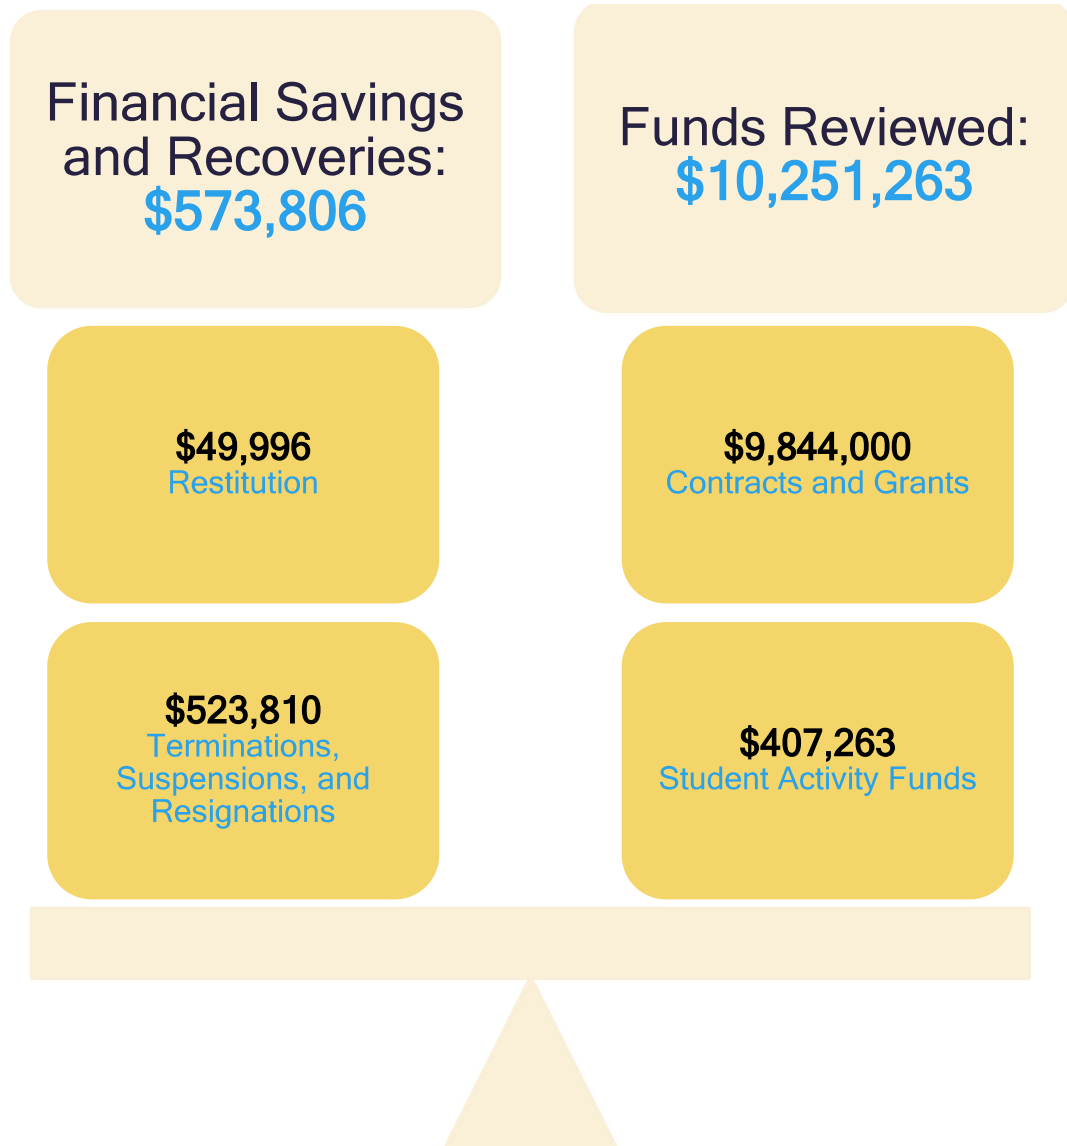 Financial Savings
and Recoveries:
$573,806
$49,996
Restitution
$523,810
Terminations,
Suspensions, and
Resignations
Funds Reviewed:
$10,251,263
$9,844,000
Contracts and Grants
$407,263
Student Activity Funds